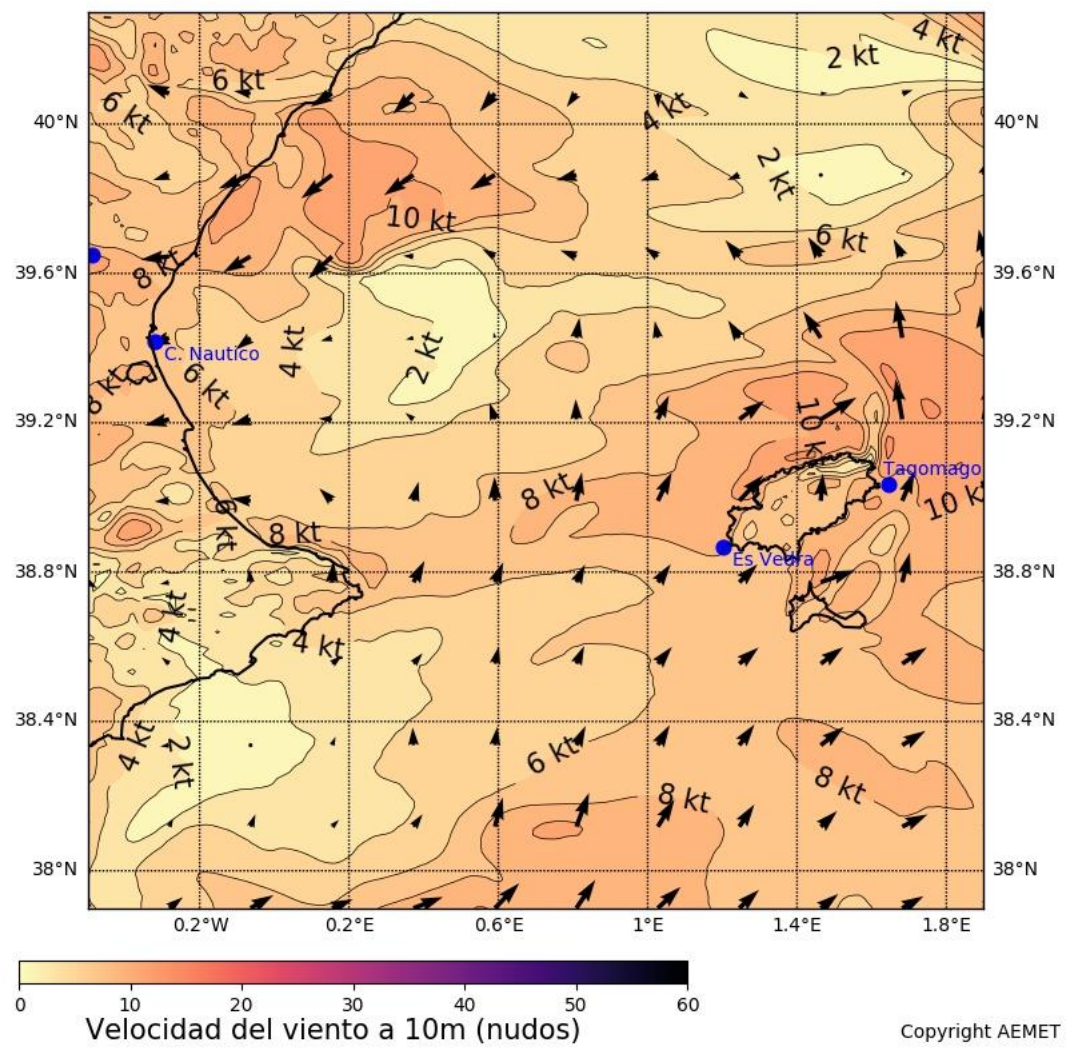 4 kt
2 kt
6 kt
6 kt
4 kt
40°N
40°N
2 kt
10 kt
6 kt
8 kt
39.6°N
39.6°N
C. Nautico
4 kt
2 kt
6 kt
8 kt
10 k
39.2°N
39.2°N
Tagomago
8 kt
10 k
6 kt
8 kt
Es Vedra
38.8°N
38.8°N
4 kt
4 kt
38.4°N
38.4°N
4 kt
2 kt
6 kt
8 kt
8 kt
38°N
38°N
0.2°W
0.2°E
0.6°E
1°E
1.4°E
1.8°E
0
10
20
30
40
50
60
Velocidad del viento a 10m (nudos)
Copyright AEMET